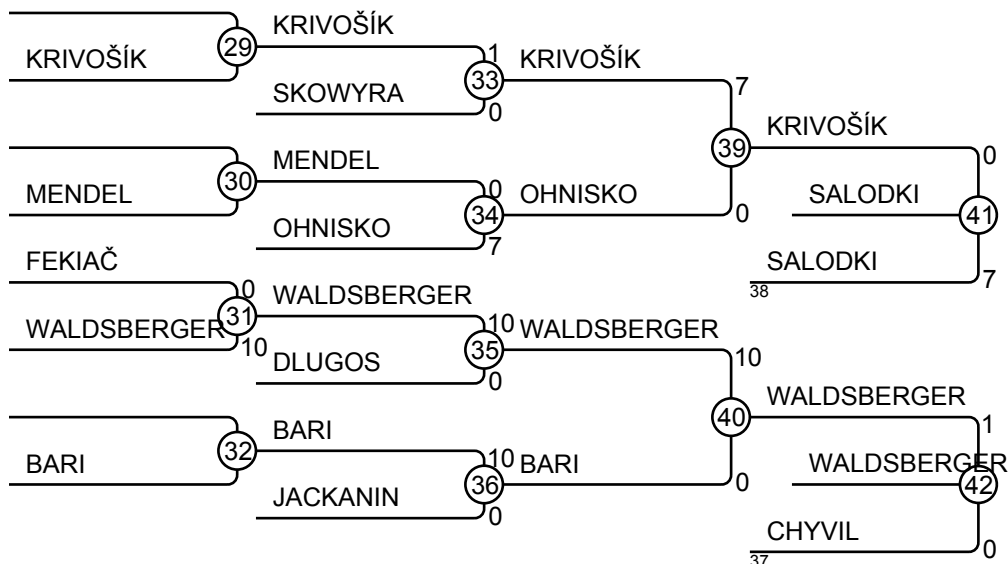 KRIVOŠÍK
29
KRIVOŠÍK
1
33
SKOWYRA
0
KRIVOŠÍK
7
39
KRIVOŠÍK
0
MENDEL
30
MENDEL
0
34
OHNISKO
7
OHNISKO
0
SALODKI
41
SALODKI
38
7
FEKIAČ
0
31
WALDSBERGER
10
WALDSBERGER
10
35
DLUGOS
0
WALDSBERGER
10
40
WALDSBERGER
1
BARI
32
BARI
10
36
JACKANIN
0
BARI
0
WALDSBERGER
42
CHYVIL
37
0